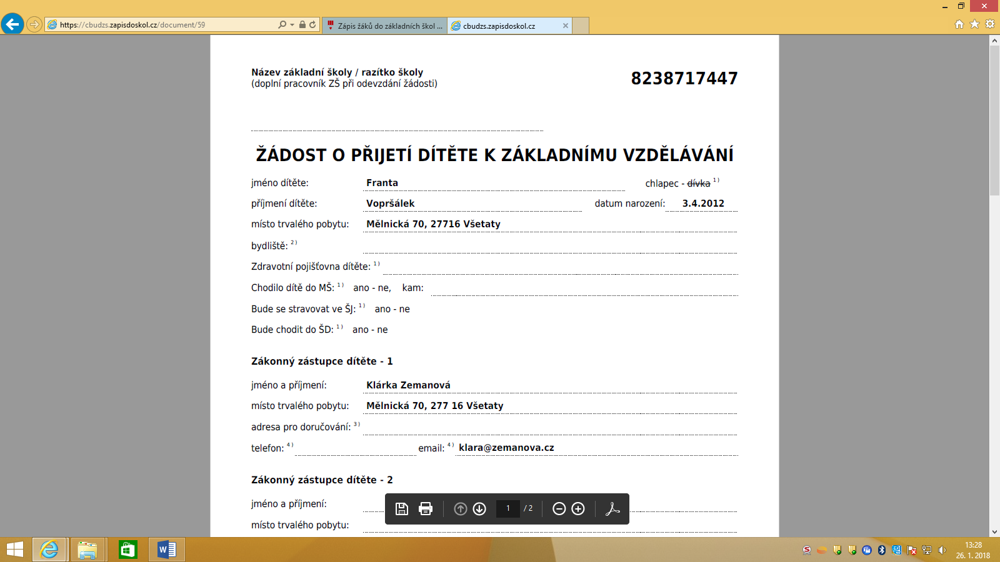 https://cbudzs.zapisdoskol.cz/document/59
Zápis žáků do základních škol ...
cbudzs.zapisdoskol.cz
Název základní školy / razítko školy
(doplní pracovník ZŠ při odevzdání žádosti)
8238717447
ŽÁDOST O PŘIJETÍ DÍTĚTE K ZÁKLADNÍMU VZDĚLÁVÁNÍ
jméno dítěte: Franta chlapec - dívka 1)
příjmení dítěte: Vopršálek datum narození: 3.4.2012
místo trvalého pobytu: Mělnická 70, 27716 Všetaty
bydliště: 2)
Zdravotní pojišťovna dítěte: 1)
Chodilo dítě do MŠ: 1) ano - ne, kam:
Bude se stravovat ve ŠJ: 1) ano - ne
Bude chodit do ŠD: 1) ano - ne
Zákonný zástupce dítěte - 1
jméno a příjmení: Klárka Zemanová
místo trvalého pobytu: Mělnická 70, 277 16 Všetaty
adresa pro doručování: 3)
telefon: 4) email: 4) klara@zemanova.cz
Zákonný zástupce dítěte - 2
jméno a příjmení:
místo trvalého pobytu:
1 / 2
13:28
26. 1. 2018